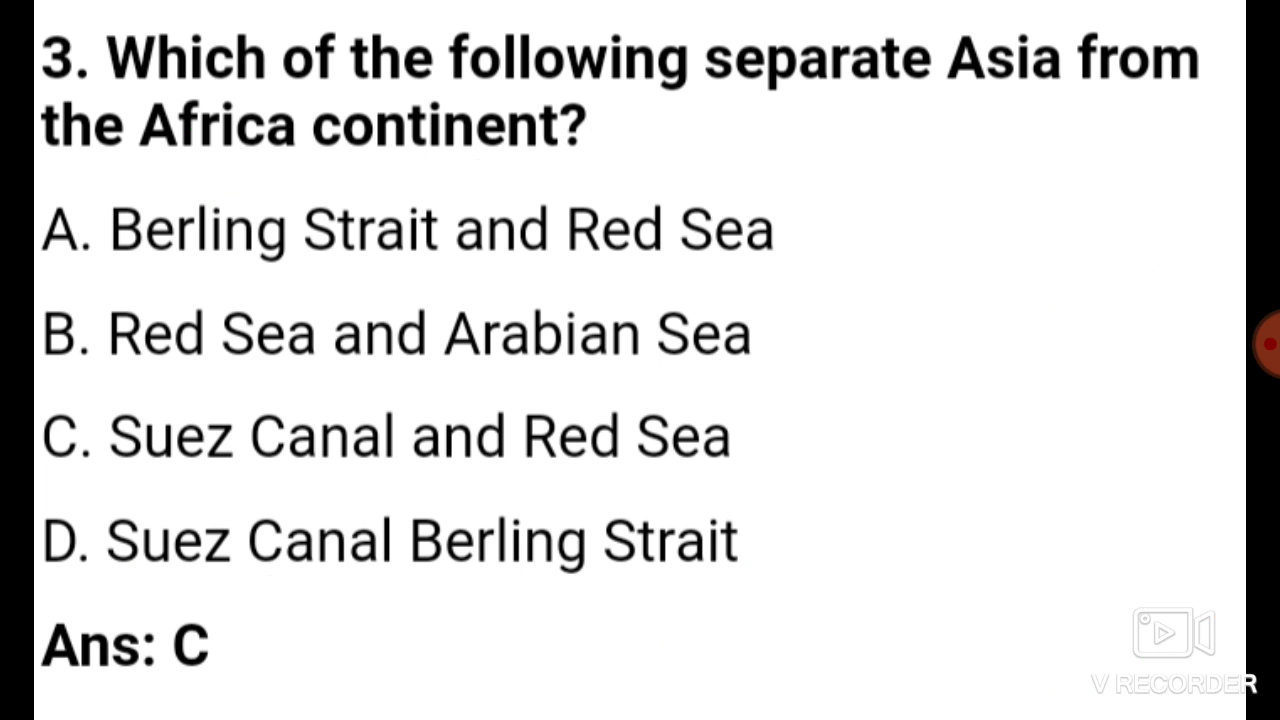 3. Which of the following separate Asia from
the Africa continent?
A. Berling Strait and Red Sea
B. Red Sea and Arabian Sea
C. Suez Canal and Red Sea
D. Suez Canal Berling Strait
Ans: C
V RECORDER